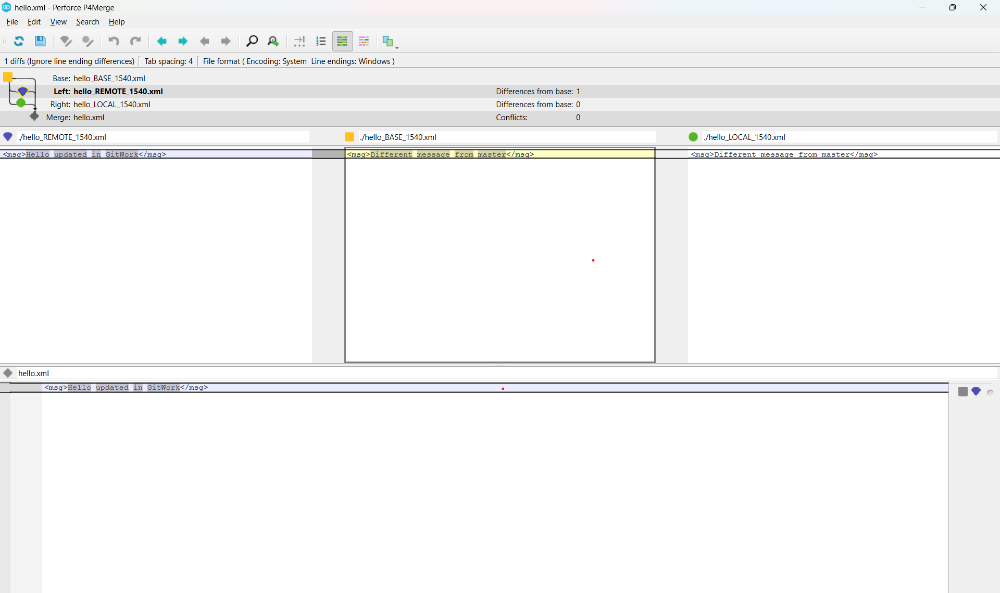 hello.xml - Perforce P4Merge
File Edit View Search Help
1 diffs (Ignore line ending differences) Tab spacing: 4 File format ( Encoding: System Line endings: Windows )
Base: hello_BASE_1540.xml
Left: hello_REMOTE_1540.xml Differences from base: 1
Right: hello_LOCAL_1540.xml Differences from base: 0
Merge: hello.xml Conflicts: 0
./hello_REMOTE_1540.xml ./hello_BASE_1540.xml ./hello_LOCAL_1540.xml
<msg>Hello updated in GitWork</msg> <msg>Different message from master</msg> <msg>Different message from master</msg>
hello.xml
<msg>Hello updated in GitWork</msg>